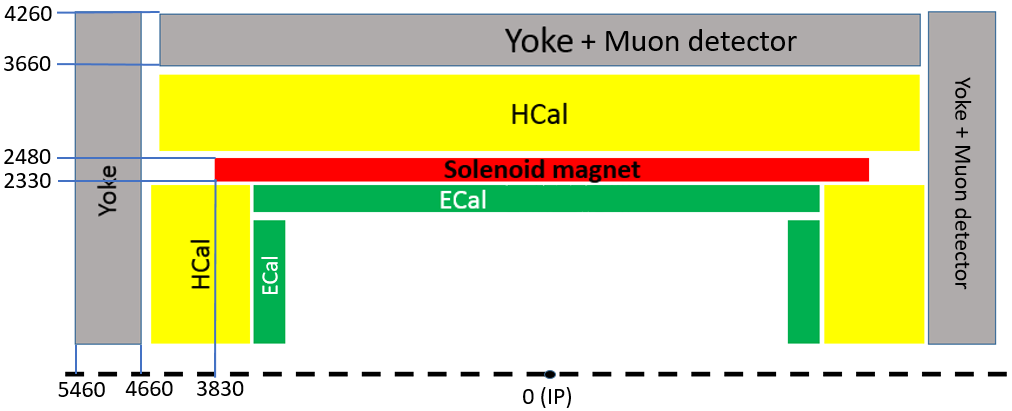 4260
Yoke + Muon detector
3660
HCal
2480
Solenoid magnet
2330
ECal
Yoke
HCal
ECal
Yoke + Muon detector
5460
4660
3830
0 (IP)